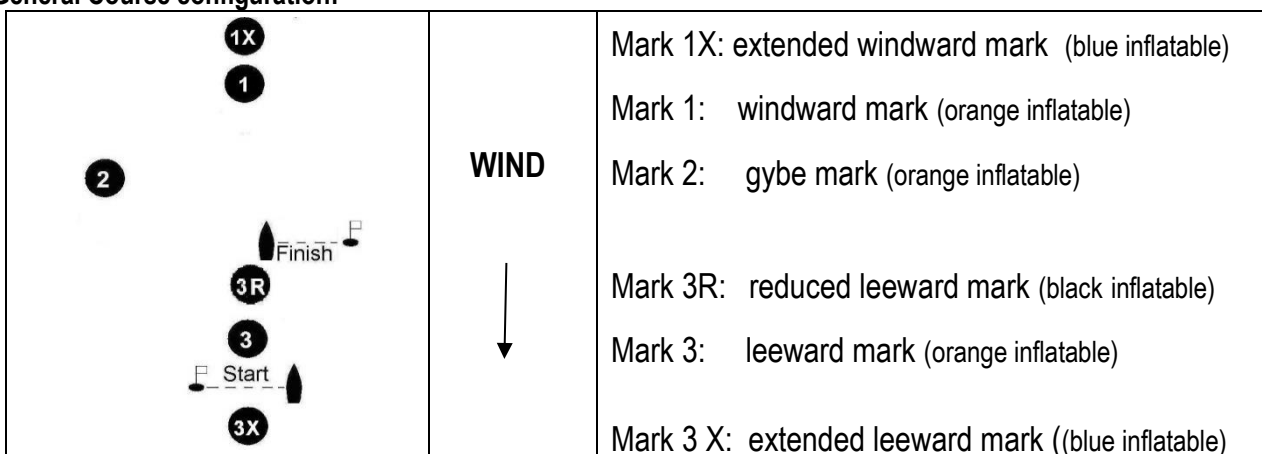 General Course configuration:
1X
1
2
Finish
3R
3
Start
3X
WIND
Mark 1X: extended windward mark (blue inflatable)
Mark 1: windward mark (orange inflatable)
Mark 2: gybe mark (orange inflatable)
Mark 3R: reduced leeward mark (black inflatable)
Mark 3: leeward mark (orange inflatable)
Mark 3 X: extended leeward mark ((blue inflatable)